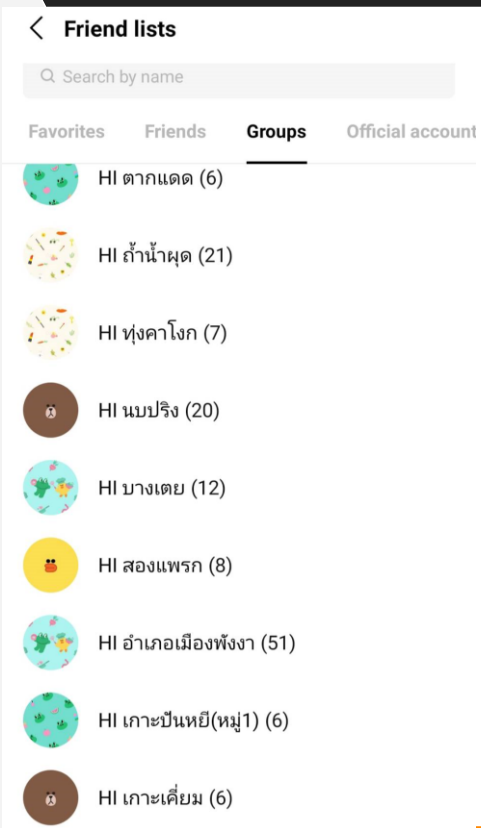 Friend lists
Search by name
Favorites Friends Groups Official account
HI ตากแดด (6)
HI ถ้ำน้ำผุด (21)
HI ทุ่งคาโงก (7)
HI นบปริง (20)
HI บางเตย (12)
HI สองแพรก (8)
HI อำเภอเมืองพังงา (51)
HI เกาะปันหยี(หมู่1) (6)
HI เกาะเคี่ยม (6)